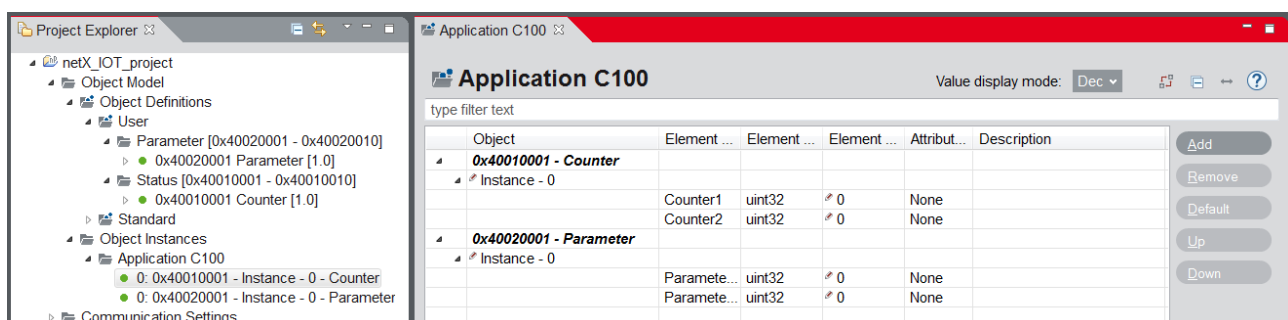 Project Explorer
netX_IOT_project
Object Model
Object Definitions
User
Parameter [0x40020001 - 0x40020010]
0x40020001 Parameter [1.0]
Status [0x40010001 - 0x40010010]
0x40010001 Counter [1.0]
Standard
Object Instances
Application C100
0: 0x40010001 - Instance - 0 - Counter
0: 0x40020001 - Instance - 0 - Parameter
Communication Settings
Application C100
Application C100
Value display mode: Dec
type filter text
Object Element ... Element ... Element ... Attribut... Description
0x40010001 - Counter
Instance - 0
Counter1 uint32 0 None
Counter2 uint32 0 None
0x40020001 - Parameter
Instance - 0
Paramete... uint32 0 None
Paramete... uint32 0 None
Add
Remove
Default
Up
Down